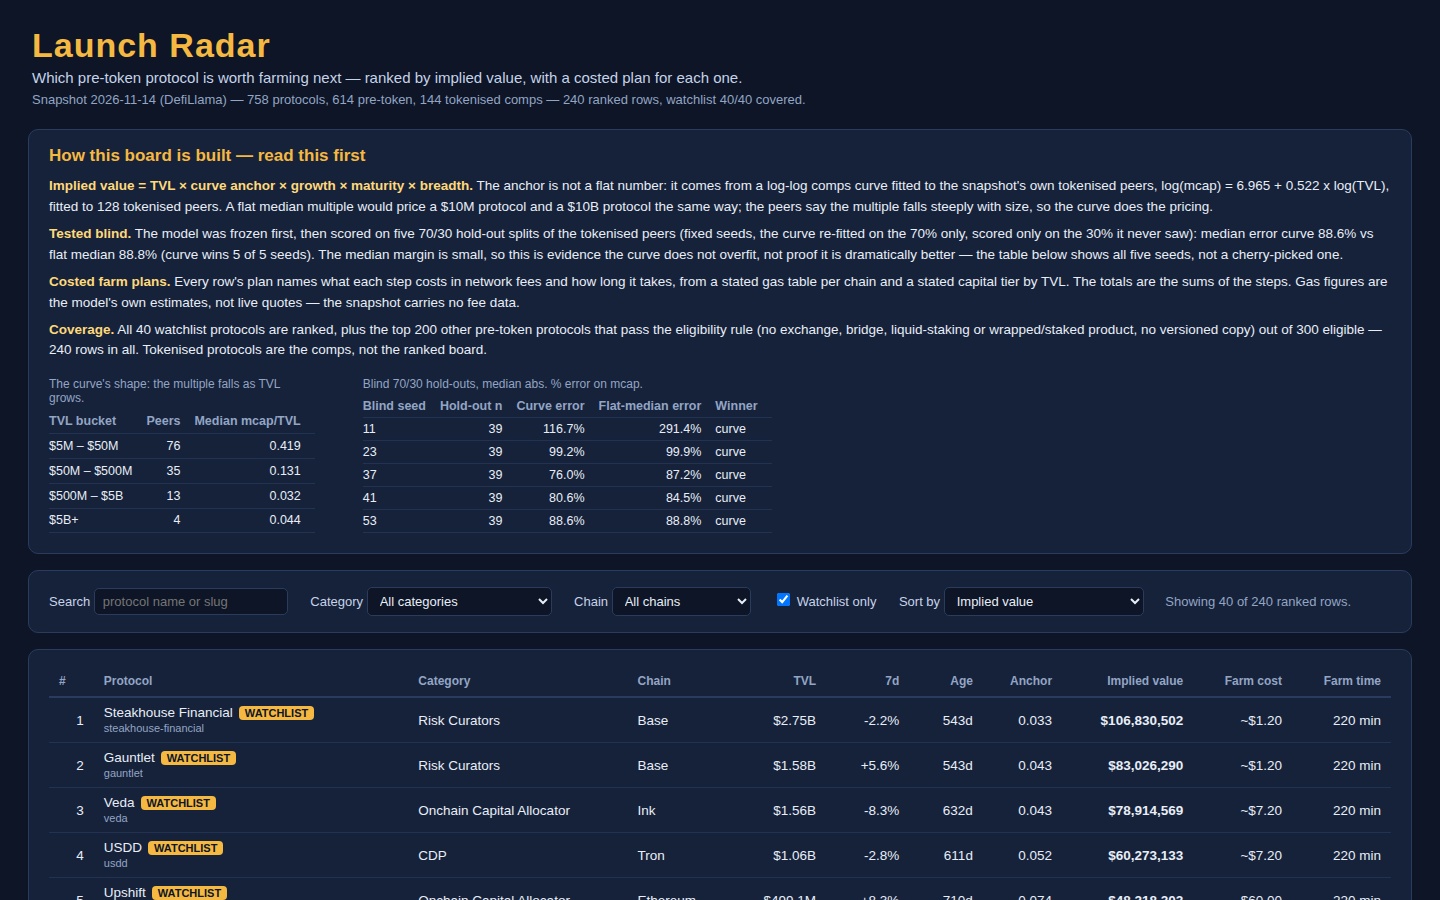 Launch Radar
Which pre-token protocol is worth farming next — ranked by implied value, with a costed plan for each one.
Snapshot 2026-11-14 (DefiLlama) — 758 protocols, 614 pre-token, 144 tokenised comps — 240 ranked rows, watchlist 40/40 covered.
How this board is built — read this first
Implied value = TVL × curve anchor × growth × maturity × breadth. The anchor is not a flat number: it comes from a log-log comps curve fitted to the snapshot's own tokenised peers, log(mcap) = 6.965 + 0.522 x log(TVL),
fitted to 128 tokenised peers. A flat median multiple would price a $10M protocol and a $10B protocol the same way; the peers say the multiple falls steeply with size, so the curve does the pricing.
Tested blind. The model was frozen first, then scored on five 70/30 hold-out splits of the tokenised peers (fixed seeds, the curve re-fitted on the 70% only, scored only on the 30% it never saw): median error curve 88.6% vs
flat median 88.8% (curve wins 5 of 5 seeds). The median margin is small, so this is evidence the curve does not overfit, not proof it is dramatically better — the table below shows all five seeds, not a cherry-picked one.
Costed farm plans. Every row's plan names what each step costs in network fees and how long it takes, from a stated gas table per chain and a stated capital tier by TVL. The totals are the sums of the steps. Gas figures are
the model's own estimates, not live quotes — the snapshot carries no fee data.
Coverage. All 40 watchlist protocols are ranked, plus the top 200 other pre-token protocols that pass the eligibility rule (no exchange, bridge, liquid-staking or wrapped/staked product, no versioned copy) out of 300 eligible —
240 rows in all. Tokenised protocols are the comps, not the ranked board.
The curve's shape: the multiple falls as TVL
grows.
TVL bucket Peers Median mcap/TVL
$5M – $50M 76 0.419
$50M – $500M 35 0.131
$500M – $5B 13 0.032
$5B+ 4 0.044
Blind 70/30 hold-outs, median abs. % error on mcap.
Blind seed Hold-out n Curve error Flat-median error Winner
11 39 116.7% 291.4% curve
23 39 99.2% 99.9% curve
37 39 76.0% 87.2% curve
41 39 80.6% 84.5% curve
53 39 88.6% 88.8% curve
Search protocol name or slug Category All categories Chain All chains Watchlist only Sort by Implied value Showing 40 of 240 ranked rows.
# Protocol Category Chain TVL 7d Age Anchor Implied value Farm cost Farm time
1 Steakhouse Financial WATCHLIST Risk Curators Base $2.75B -2.2% 543d 0.033 $106,830,502 ~$1.20 220 min
steakhouse-financial
2 Gauntlet WATCHLIST Risk Curators Base $1.58B +5.6% 543d 0.043 $83,026,290 ~$1.20 220 min
gauntlet
3 Veda WATCHLIST Onchain Capital Allocator Ink $1.56B -8.3% 632d 0.043 $78,914,569 ~$7.20 220 min
veda
4 USDD WATCHLIST CDP Tron $1.06B -2.8% 611d 0.052 $60,273,133 ~$7.20 220 min
usdd
Upshift WATCHLIST